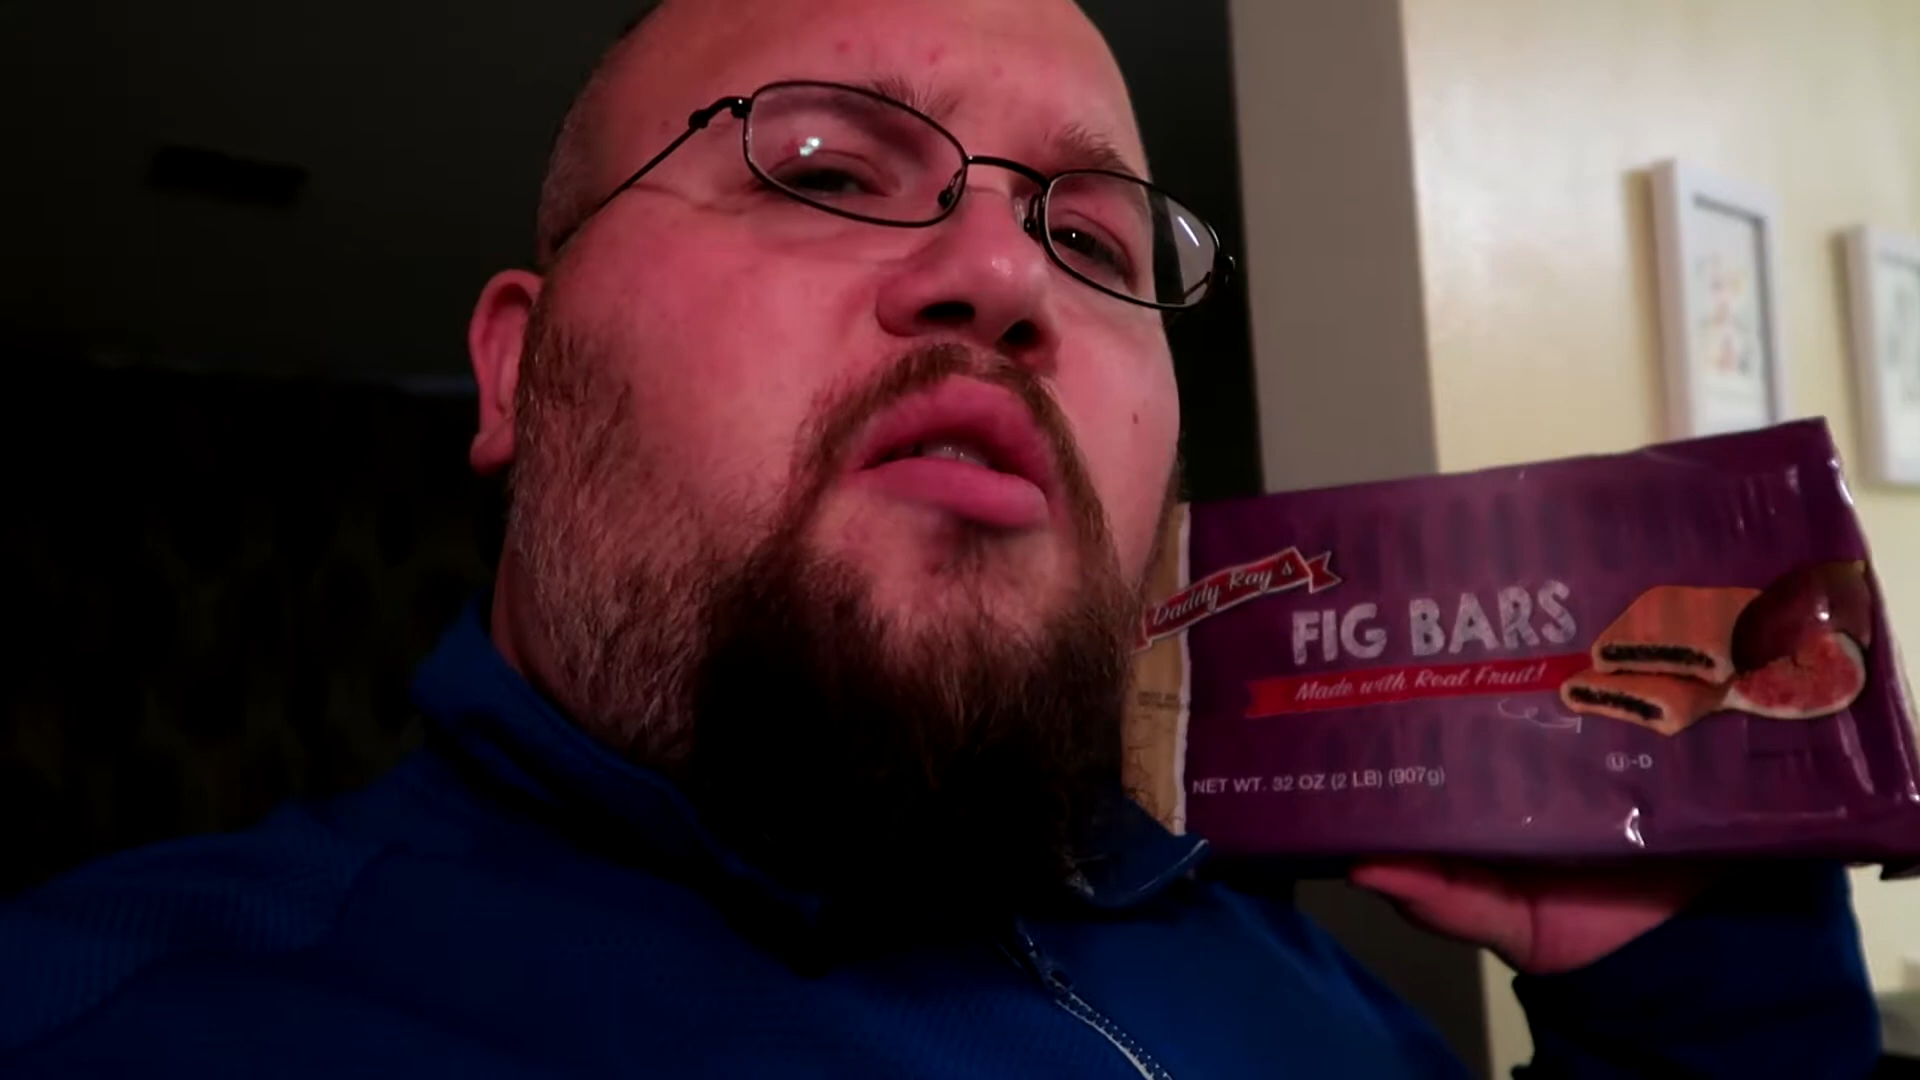 Daddy Ray's
FIG BARS
Made with Real Fruit!
NET WT. 32 OZ (2 LB) (907g)
Ⓤ-D